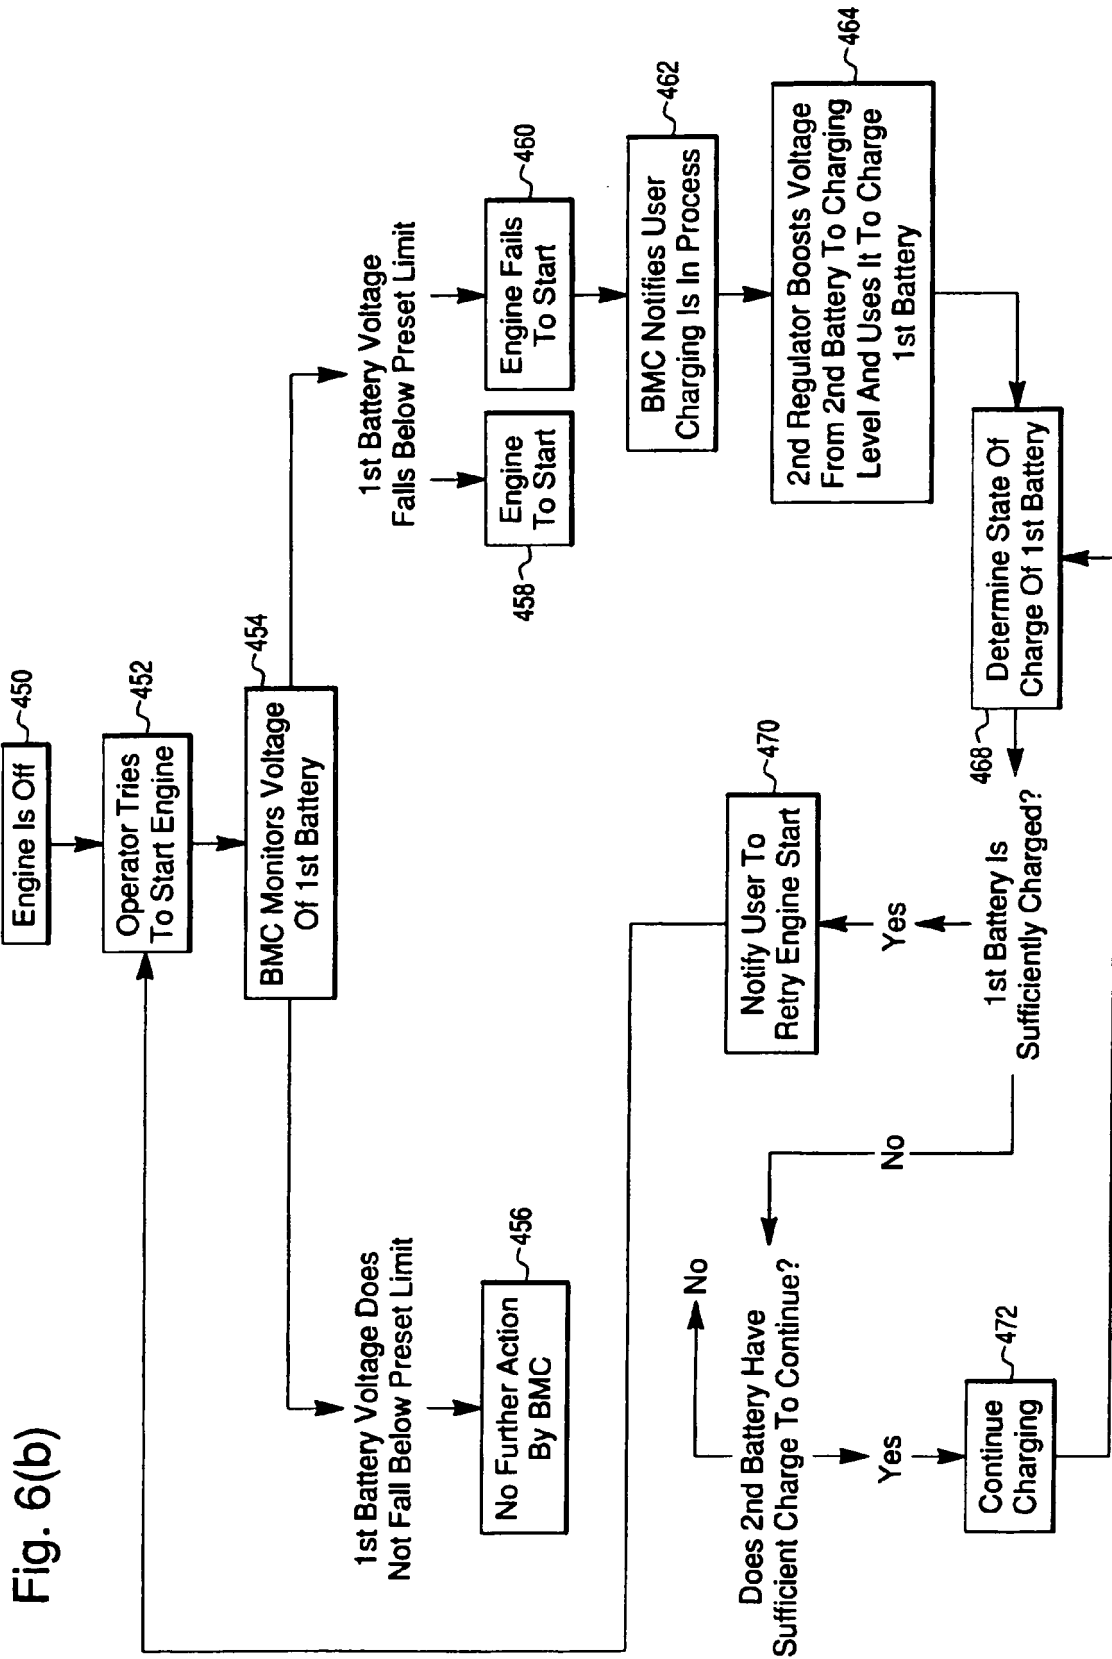 Fig. 6(b)
Engine Is Off
450
Operator Tries
To Start Engine
452
BMC Monitors Voltage
Of 1st Battery
454
1st Battery Voltage Does
Not Fall Below Preset Limit
No Further Action
By BMC
456
1st Battery Voltage
Falls Below Preset Limit
Engine
To Start
458
Engine Fails
To Start
460
BMC Notifies User
Charging Is In Process
462
2nd Regulator Boosts Voltage
From 2nd Battery To Charging
Level And Uses It To Charge
1st Battery
464
Determine State Of
Charge Of 1st Battery
468
1st Battery Is
Sufficiently Charged?
Yes
Notify User To
Retry Engine Start
470
No
Does 2nd Battery Have
Sufficient Charge To Continue?
No
Yes
Continue
Charging
472